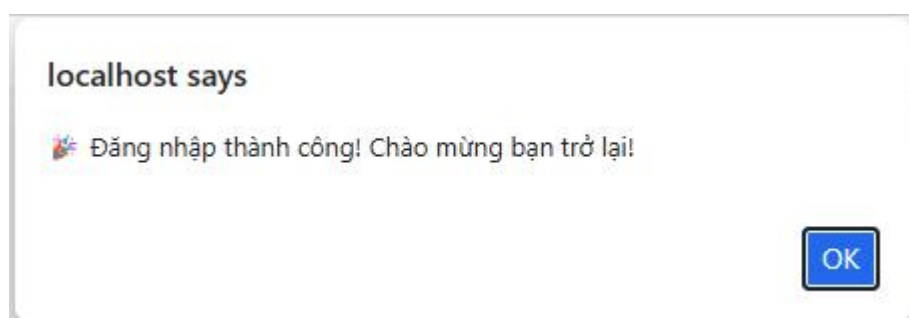 localhost says
🎉 Đăng nhập thành công! Chào mừng bạn trở lại!
OK